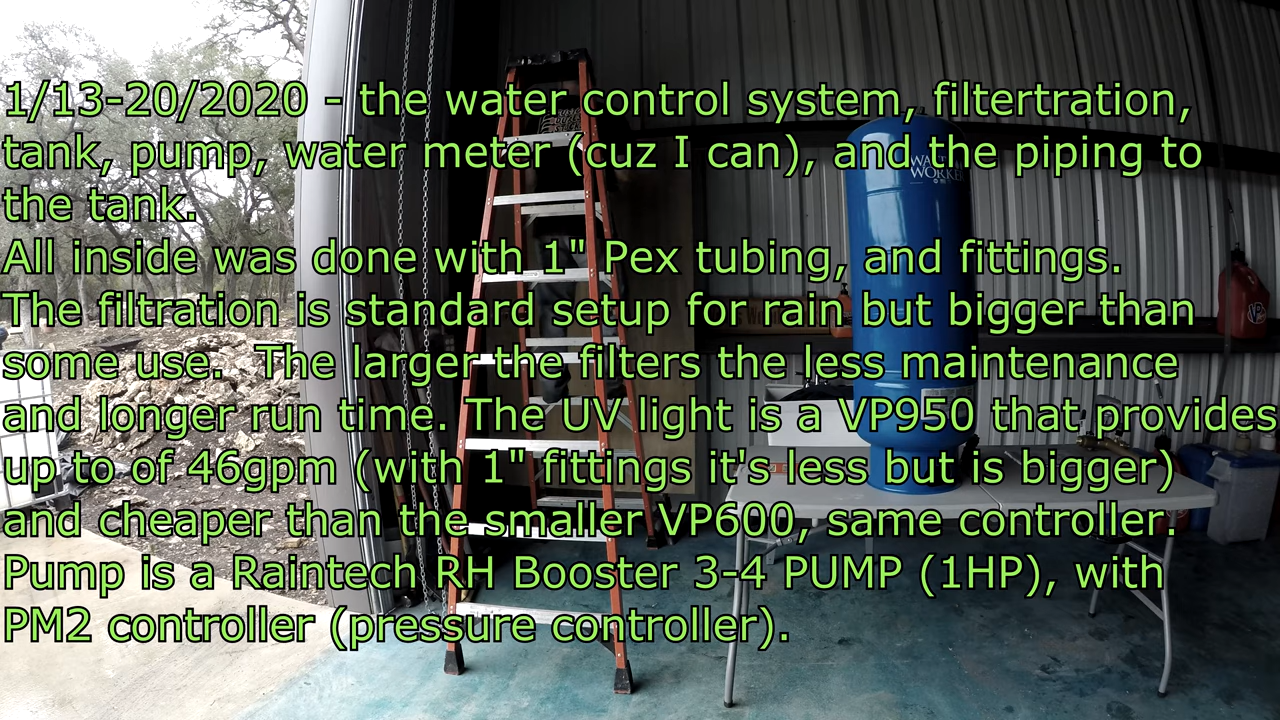 1/13-20/2020 - the water control system, filtertration,
tank, pump, water meter (cuz I can), and the piping to
the tank.
All inside was done with 1" Pex tubing, and fittings.
The filtration is standard setup for rain but bigger than
some use.  The larger the filters the less maintenance
and longer run time. The UV light is a VP950 that provides
up to of 46gpm (with 1" fittings it's less but is bigger)
and cheaper than the smaller VP600, same controller.
Pump is a Raintech RH Booster 3-4 PUMP (1HP), with
PM2 controller (pressure controller).
WATER
WORKER
VP